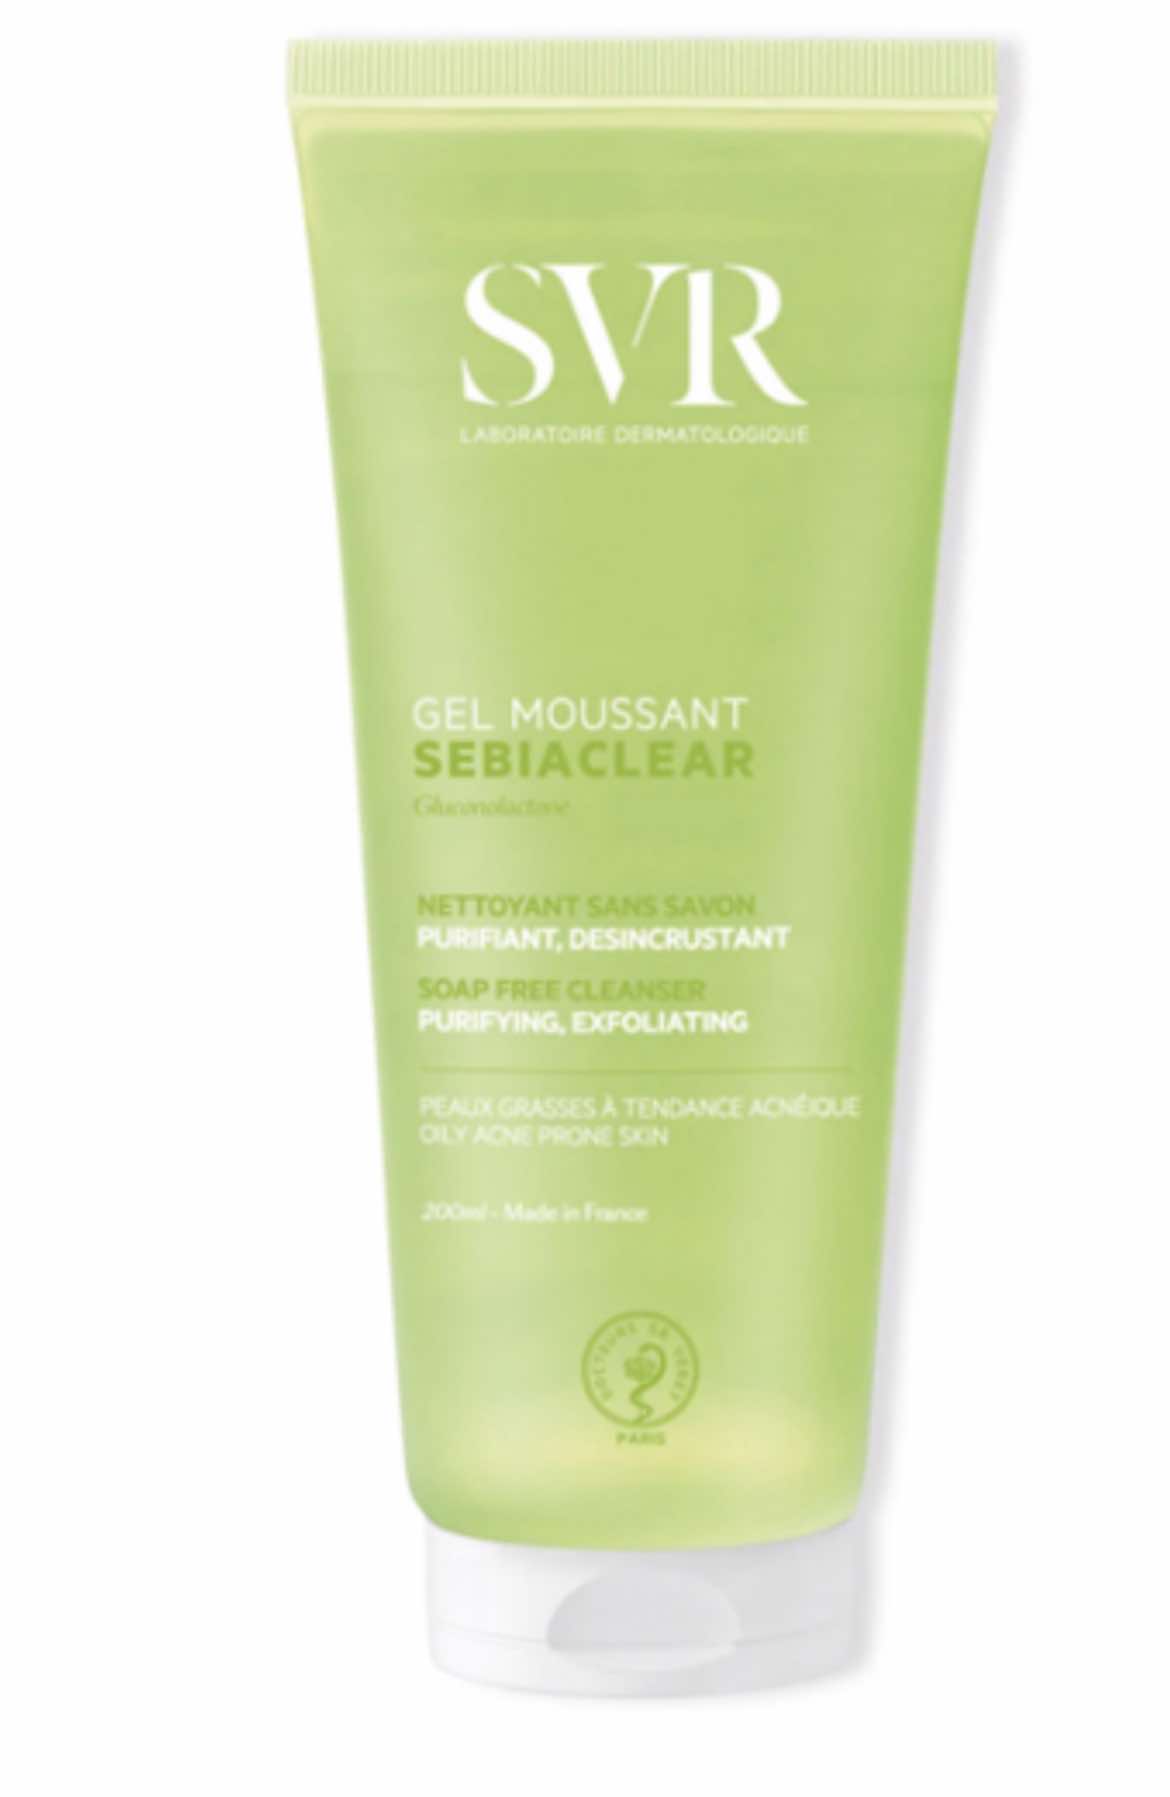 SVR
LABORATOIRE DERMATOLOGIQUE
GEL MOUSSANT
SEBIACLEAR
Gluconolactone
NETTOYANT SANS SAVON
PURIFIANT, DESINCRUSTANT
SOAP FREE CLEANSER
PURIFYING, EXFOLIATING
PEAUX GRASSES À TENDANCE ACNÉIQUE
OILY ACNE PRONE SKIN
200ml - Made in France
PARIS